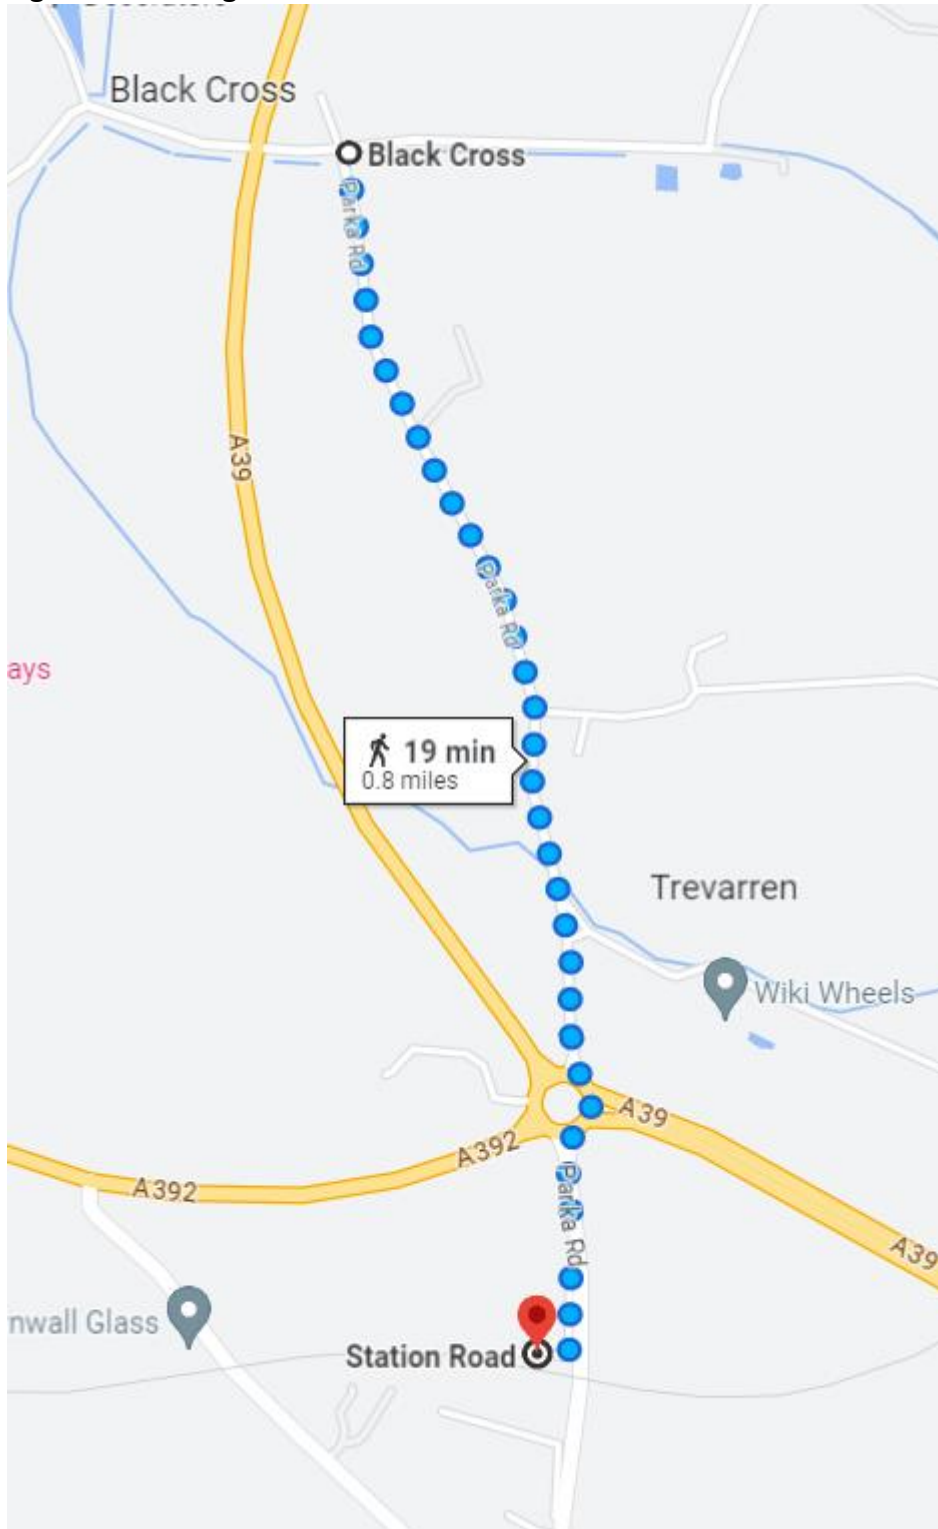 Black Cross
Black Cross
Parka Rd
A39
Parka Rd
ays
19 min
0.8 miles
Trevarren
Wiki Wheels
A39
A392
A392
Parka Rd
A39
nwall Glass
Station Road